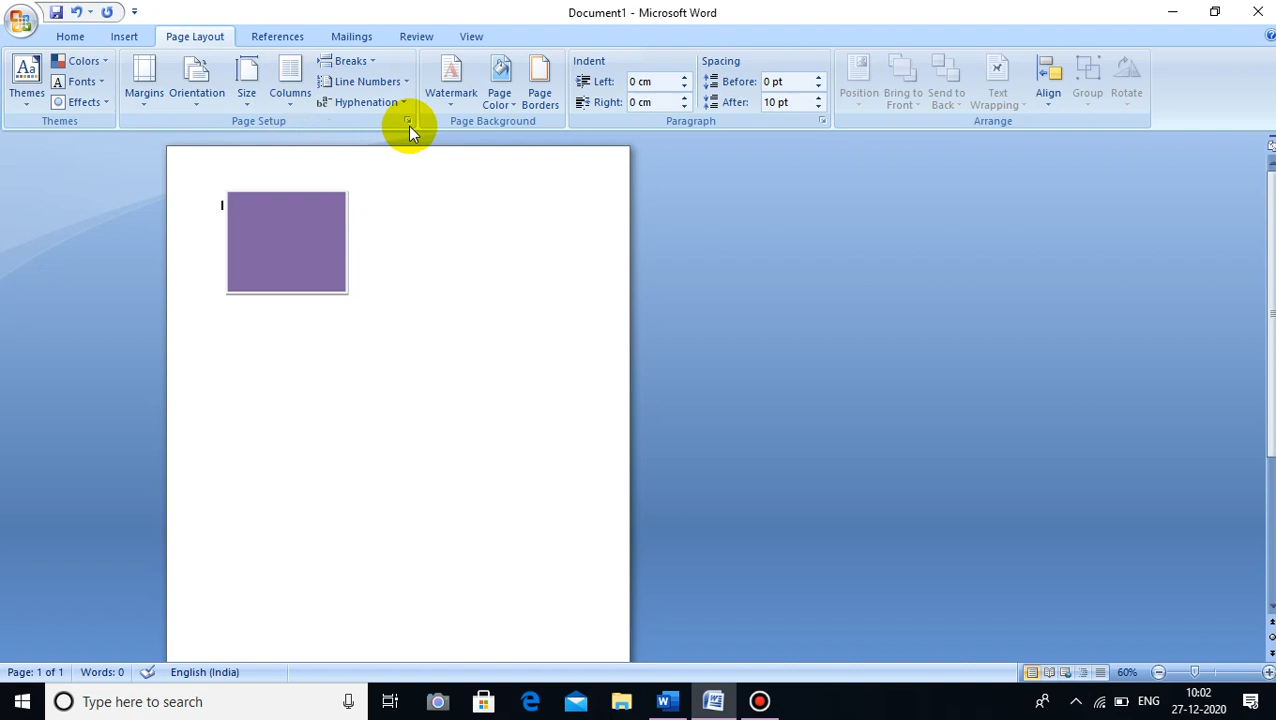 Document1 - Microsoft Word
Home Insert Page Layout References Mailings Review View
Aa
Themes
Colors
Fonts
Effects
Themes
Margins
Orientation
Size
Columns
Breaks
Line Numbers
Hyphenation
Page Setup
Watermark
Page Color
Page Borders
Page Background
Indent
Left: 0 cm
Right: 0 cm
Spacing
Before: 0 pt
After: 10 pt
Paragraph
Position
Bring to Front
Send to Back
Text Wrapping
Align
Group
Rotate
Arrange
Page: 1 of 1 Words: 0 English (India) 60%
Type here to search
ENG
10:02
27-12-2020